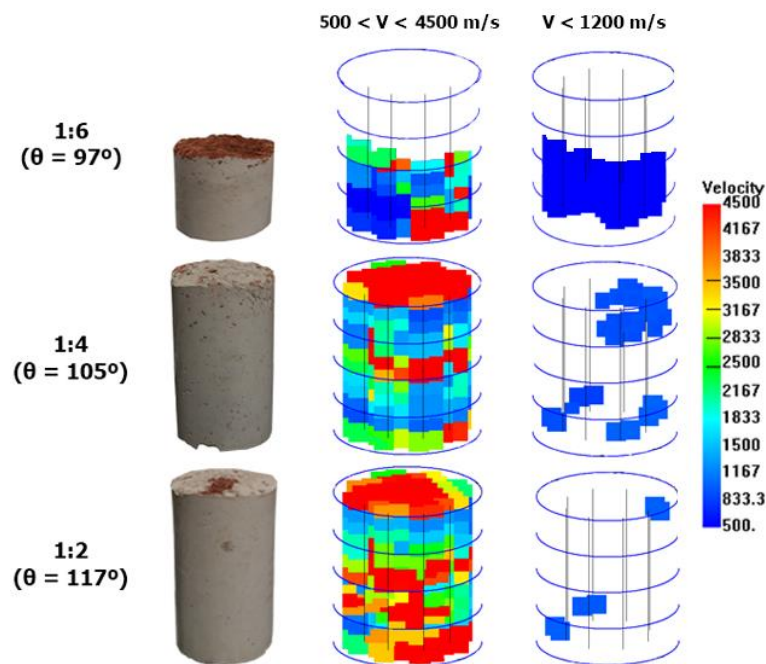 500 < V < 4500 m/s
V < 1200 m/s
1:6
(θ = 97º)
1:4
(θ = 105º)
1:2
(θ = 117º)
Velocity
4500
4167
3500
3167
2833
2500
2167
1833
1500
1167
833.3
500.